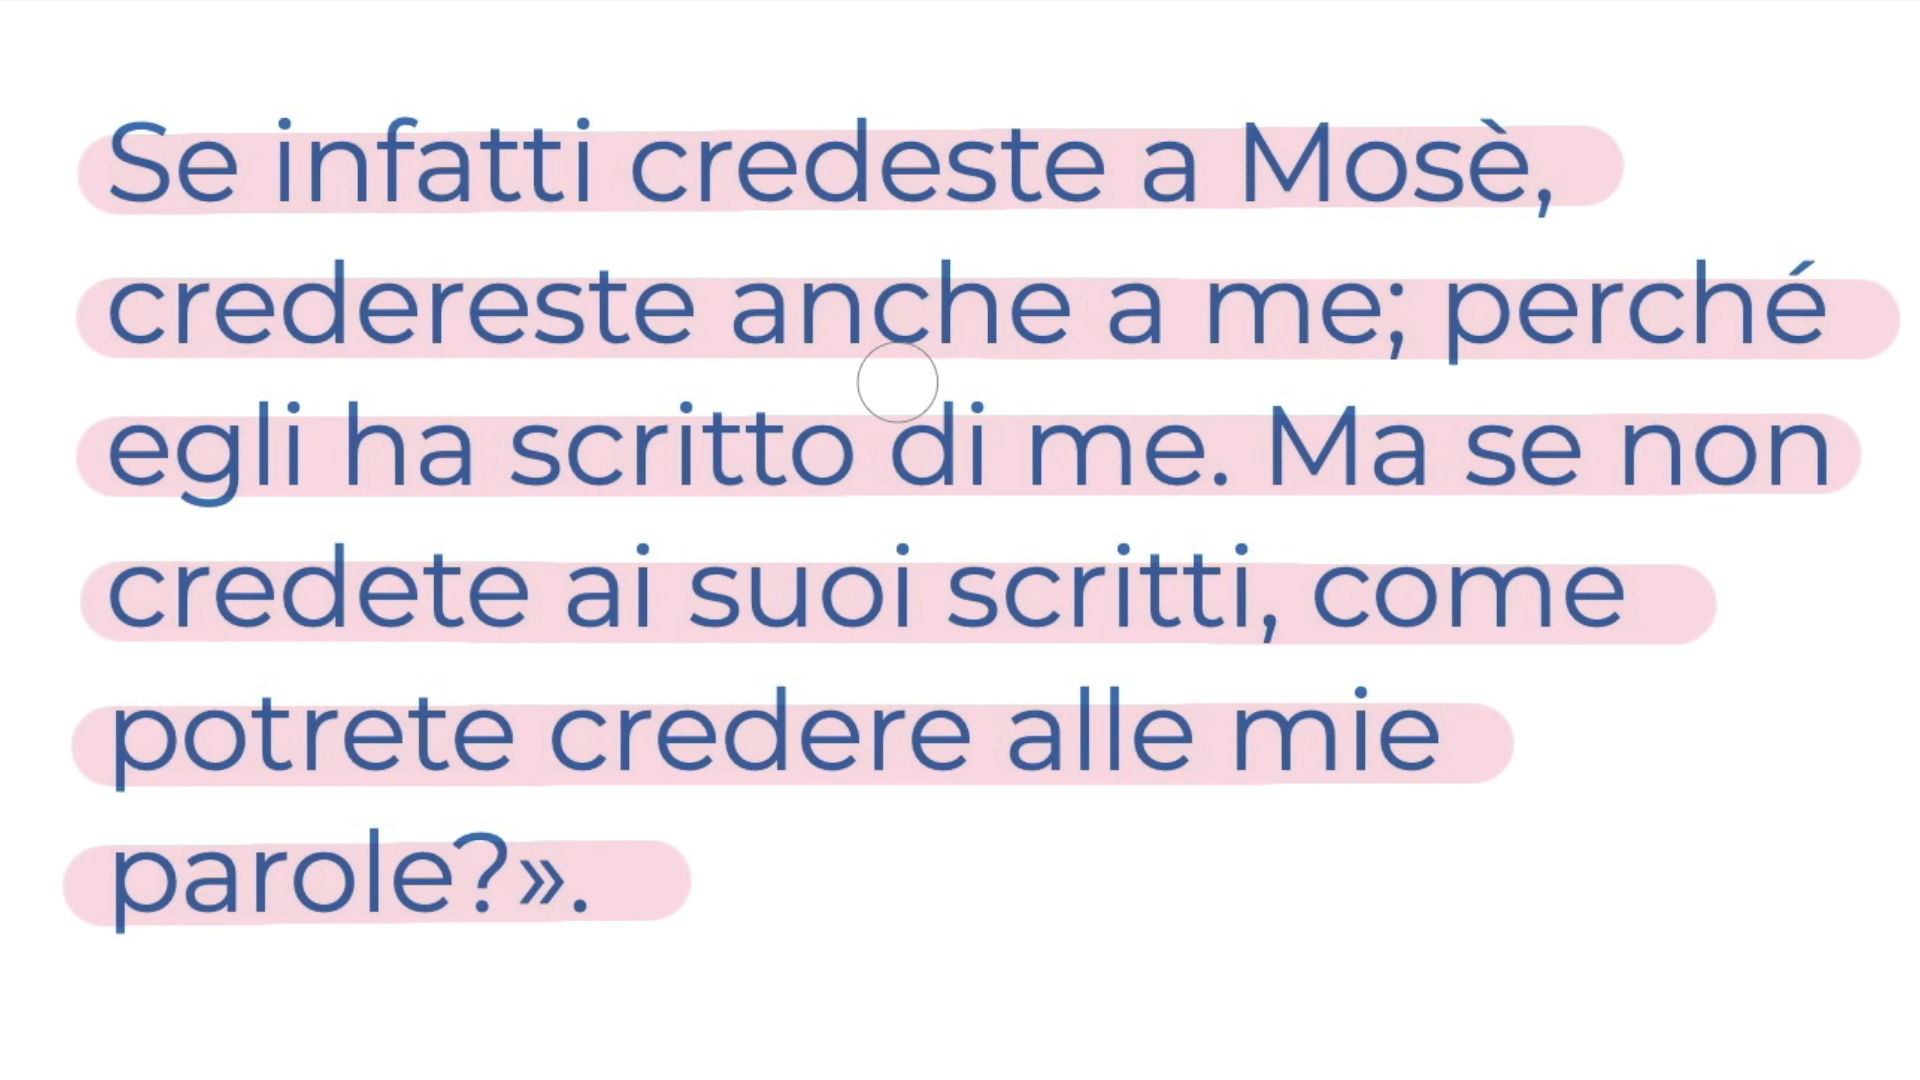 Se infatti credeste a Mosè,
credereste anche a me; perché
egli ha scritto di me. Ma se non
credete ai suoi scritti, come
potrete credere alle mie
parole?».